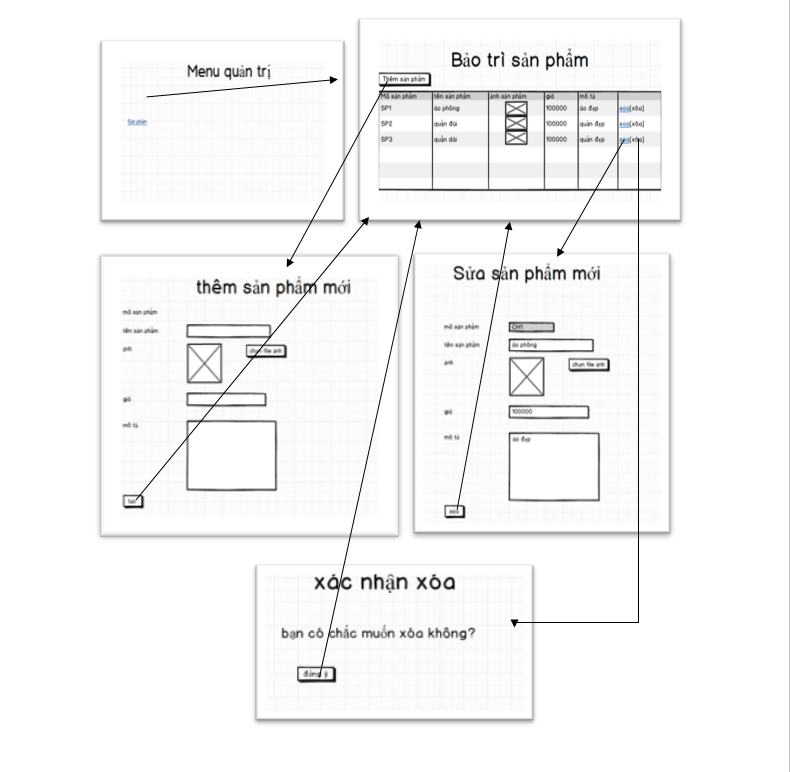 Menu quản trị
Sản phẩm
Bảo trì sản phẩm
Thêm sản phẩm
Mã sản phẩm tên sản phẩm ảnh sản phẩm giá mô tả
SP1 áo phông 100000 áo đẹp [xóa]
SP2 quần đùi 100000 quần đẹp [xóa]
SP3 quần dài 100000 quần đẹp [xóa]
thêm sản phẩm mới
mã sản phẩm
tên sản phẩm
ảnh chọn file ảnh
giá
mô tả
Sửa sản phẩm mới
mã sản phẩm CH1
tên sản phẩm áo phông
ảnh chọn file ảnh
giá 100000
mô tả áo đẹp
xác nhận xóa
bạn có chắc muốn xóa không?
đồng ý